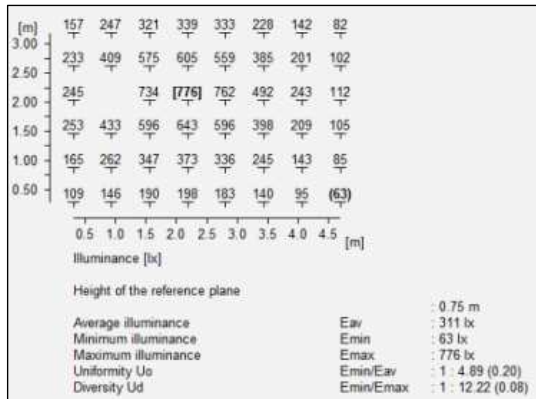 [m] 157 247 321 339 333 228 142 82
3.00
233 409 575 605 559 385 201 102
2.50
245 734 [776] 762 492 243 112
2.00
253 433 596 643 596 398 209 105
1.50
165 262 347 373 336 245 143 85
1.00
109 146 190 198 183 140 95 (63)
0.50
0.5 1.0 1.5 2.0 2.5 3.0 3.5 4.0 4.5 [m]
Illuminance [lx]
Height of the reference plane : 0.75 m
Average illuminance Eav : 311 lx
Minimum illuminance Emin : 63 lx
Maximum illuminance Emax : 776 lx
Uniformity Uo Emin/Eav : 1 : 4.89 (0.20)
Diversity Ud Emin/Emax : 1 : 12.22 (0.08)